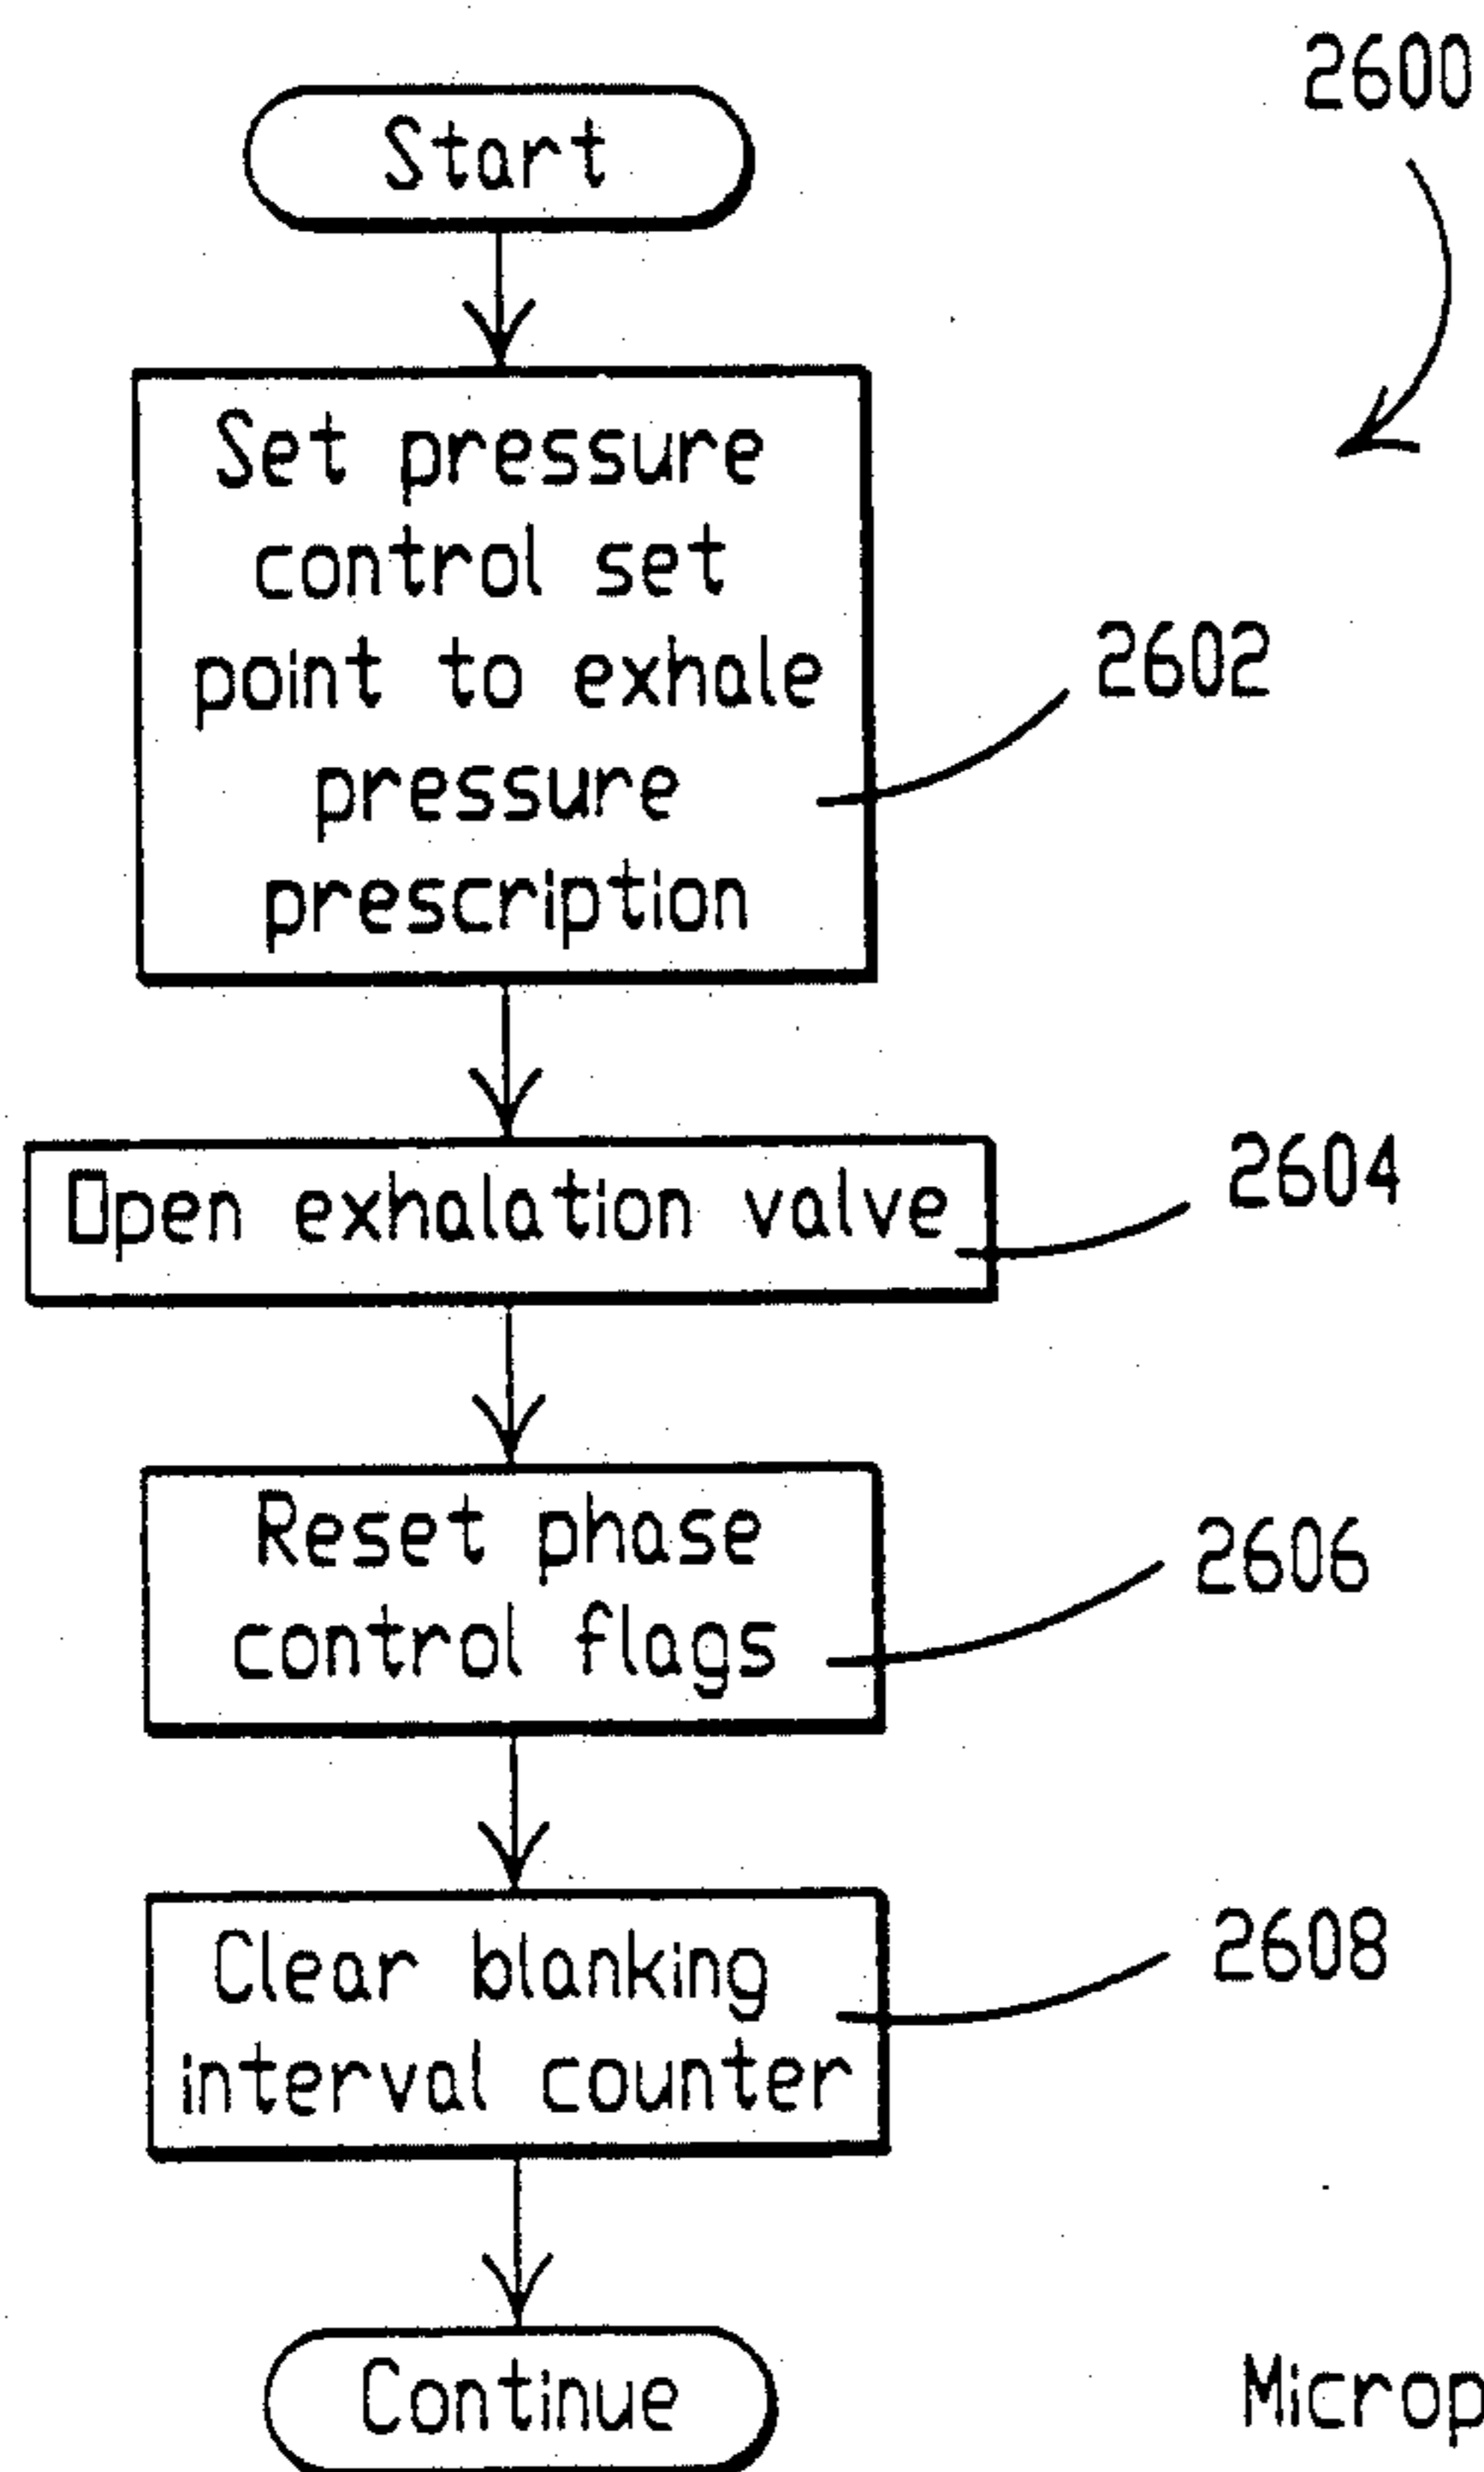 2600
Start
Set pressure
control set
point to exhale
pressure
prescription
2602
Open exhalation valve
2604
Reset phase
control flags
2606
Clear blanking
interval counter
2608
Continue
Microp